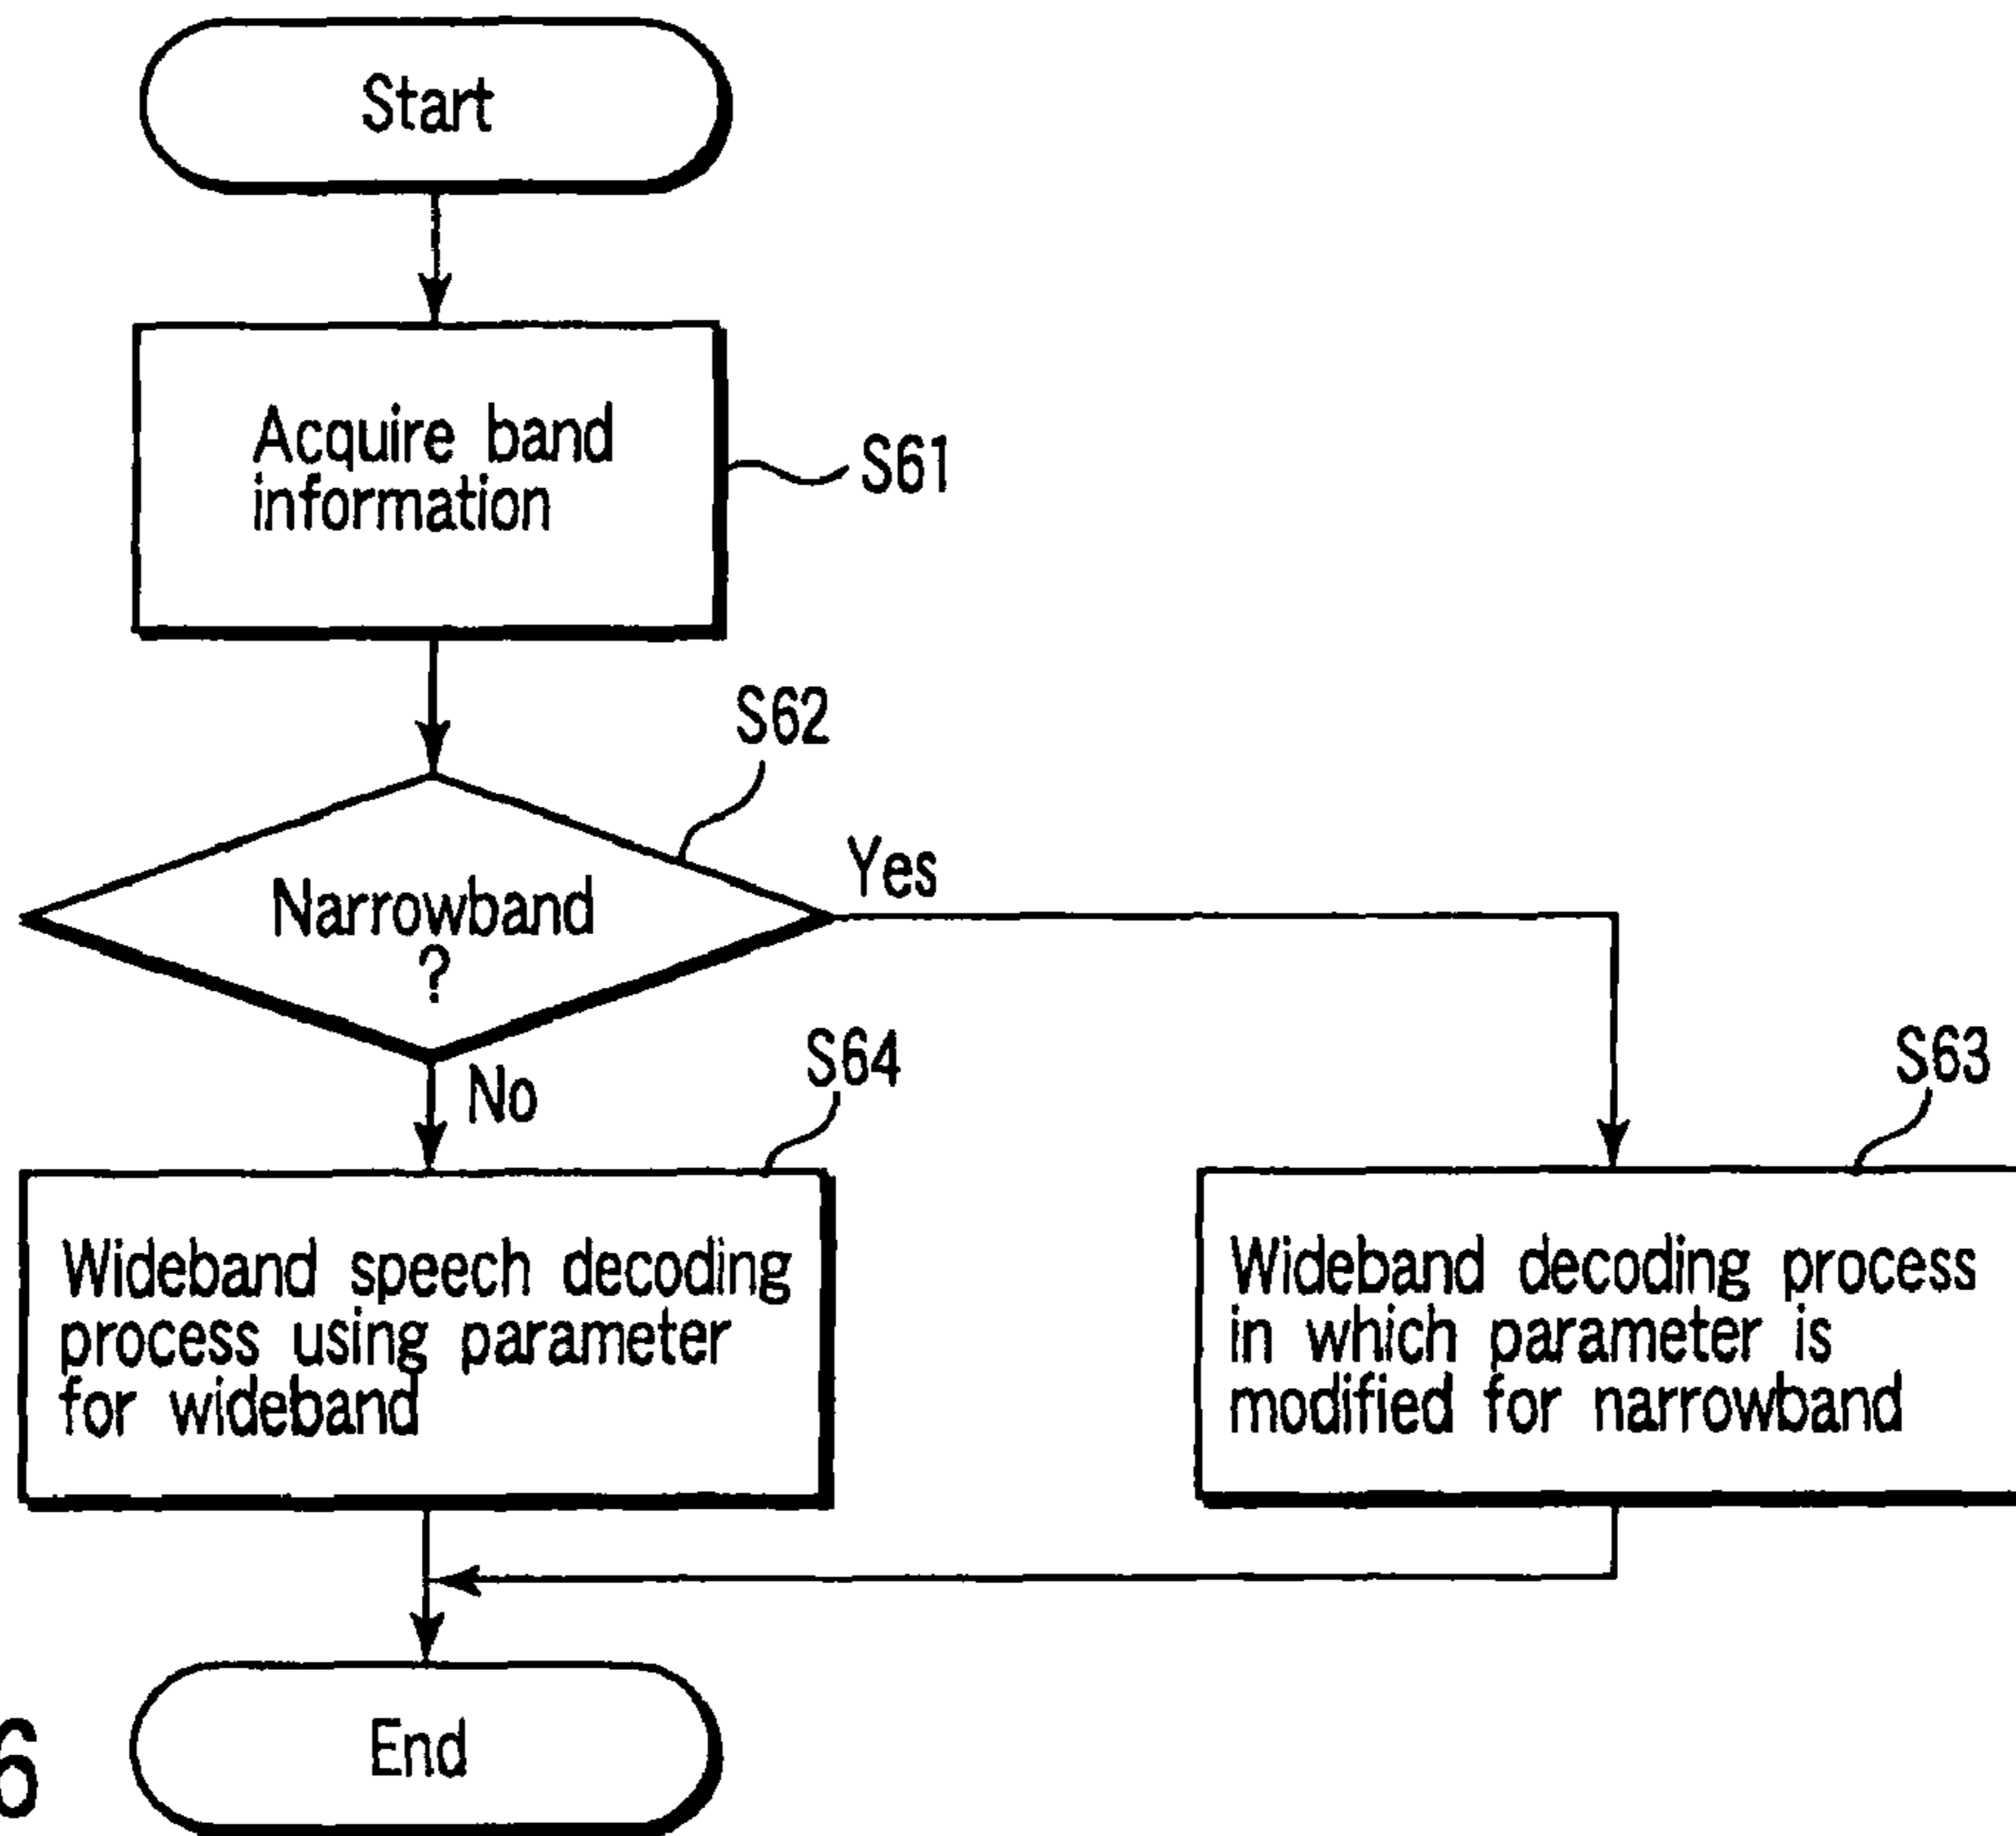 Start
Acquire band
information
S61
S62
Narrowband
?
Yes
No
S64
S63
Wideband speech decoding
process using parameter
for wideband
Wideband decoding process
in which parameter is
modified for narrowband
End
6